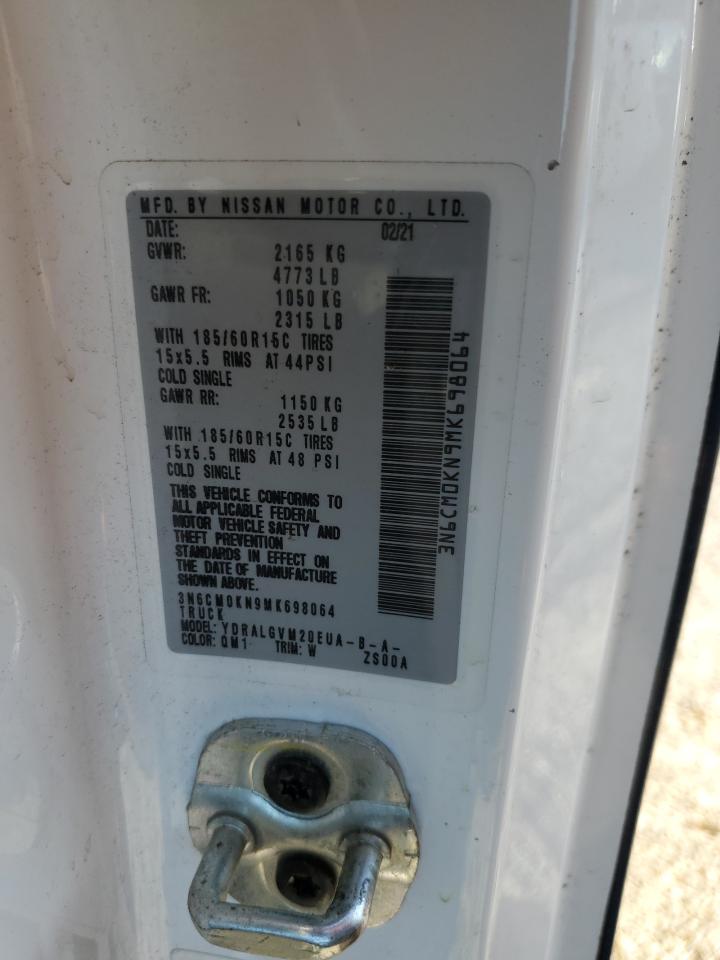 MFD. BY NISSAN MOTOR CO., LTD.
DATE: 02/21
GVWR: 2165 KG
4773 LB
GAWR FR: 1050 KG
2315 LB
WITH 185/60R15C TIRES
15x5.5 RIMS AT 44PSI
COLD SINGLE
GAWR RR: 1150 KG
2535 LB
WITH 185/60R15C TIRES
15x5.5 RIMS AT 48 PSI
COLD SINGLE
THIS VEHICLE CONFORMS TO
ALL APPLICABLE FEDERAL
MOTOR VEHICLE SAFETY AND
THEFT PREVENTION
STANDARDS IN EFFECT ON
THE DATE OF MANUFACTURE
SHOWN ABOVE.
3N6CM0KN9MK698064
TRUCK
MODEL: YDRALGVM20EUA-B-A-
COLOR: QM1 TRIM: W ZS00A
3N6CM0KN9MK698064